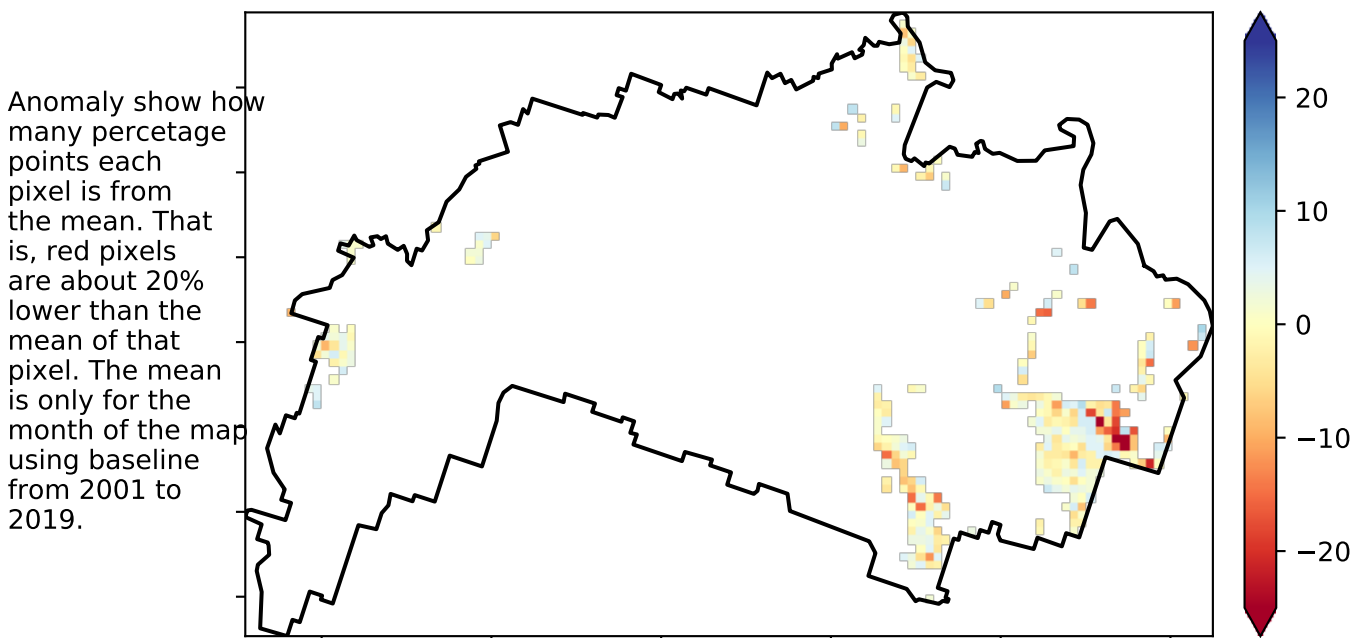 Anomaly show how
many percetage
points each
pixel is from
the mean. That
is, red pixels
are about 20%
lower than the
mean of that
pixel. The mean
is only for the
month of the map
using baseline
from 2001 to
2019.
20
10
0
−10
−20